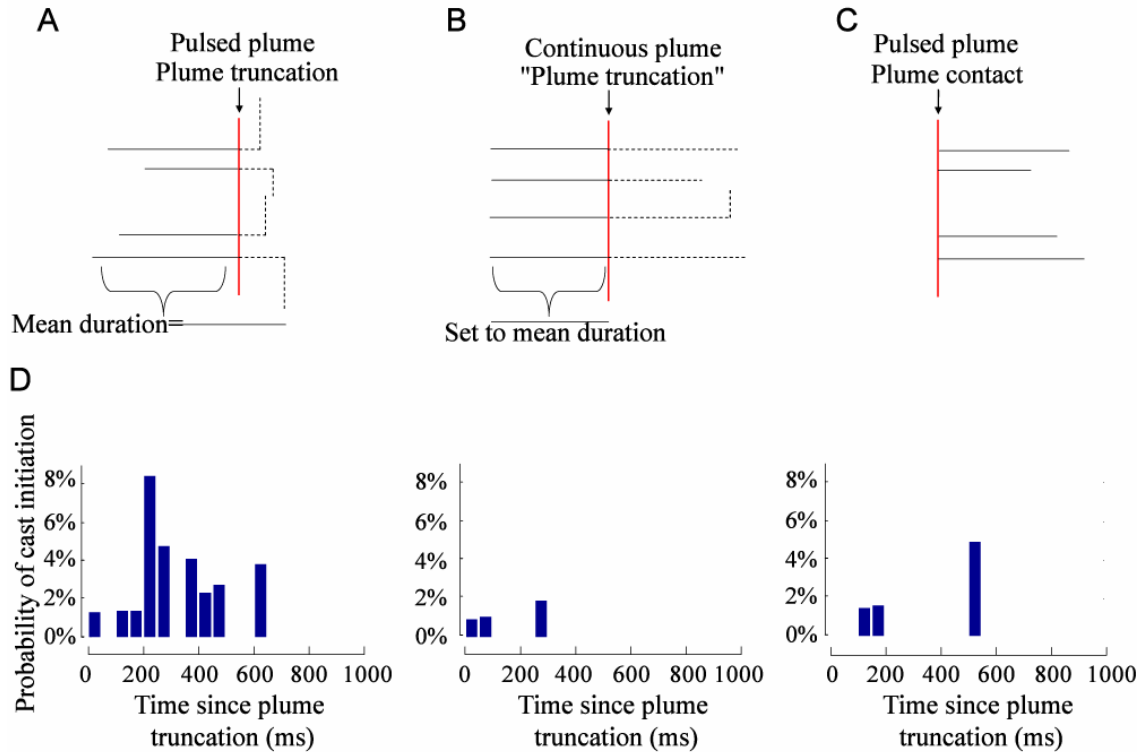 A
Pulsed plume
Plume truncation
B
Continuous plume
"Plume truncation"
C
Pulsed plume
Plume contact
Mean duration=
Set to mean duration
D
Probability of cast initiation
8%
6%
4%
2%
0%
0 200 400 600 800 1000
Time since plume
truncation (ms)
8%
6%
4%
2%
0%
0 200 400 600 800 1000
Time since plume
truncation (ms)
8%
6%
4%
2%
0%
0 200 400 600 800 1000
Time since plume
truncation (ms)